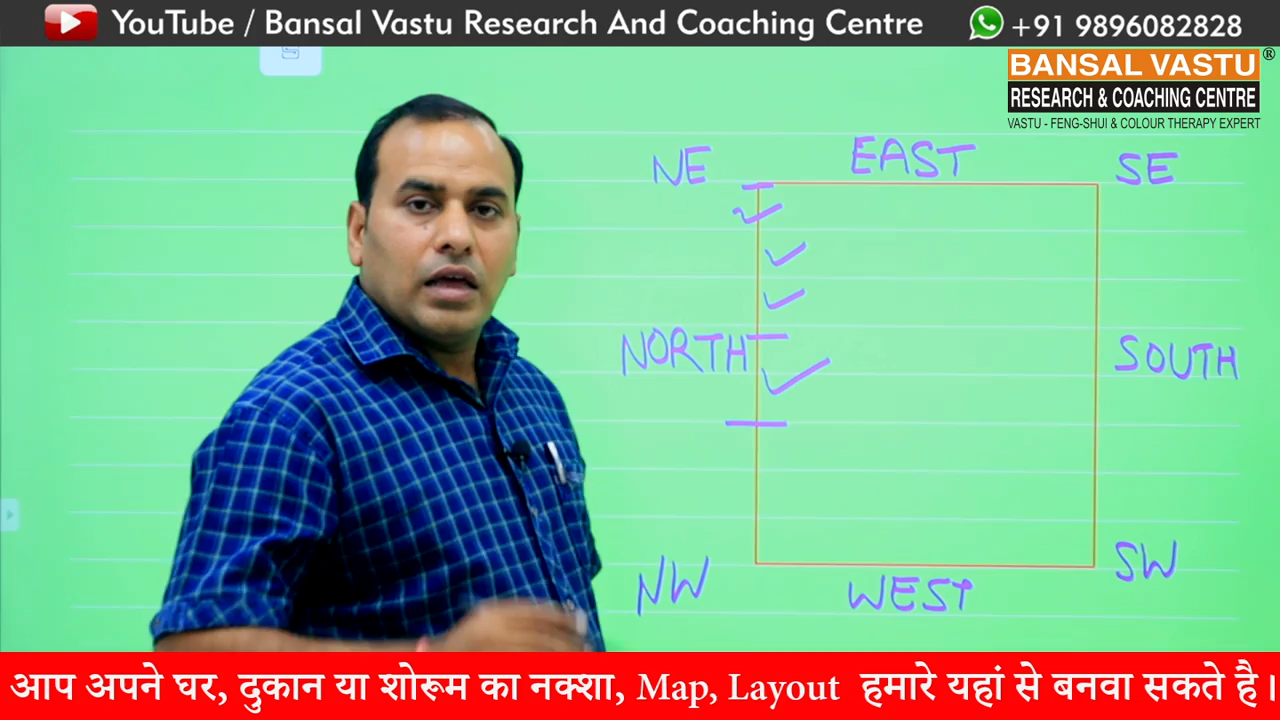 YouTube / Bansal Vastu Research And Coaching Centre
+91 9896082828
BANSAL VASTU®
RESEARCH & COACHING CENTRE
VASTU - FENG-SHUI & COLOUR THERAPY EXPERT
NE EAST SE
NORTH SOUTH
NW WEST SW
आप अपने घर, दुकान या शोरूम का नक्शा, Map, Layout हमारे यहां से बनवा सकते है।